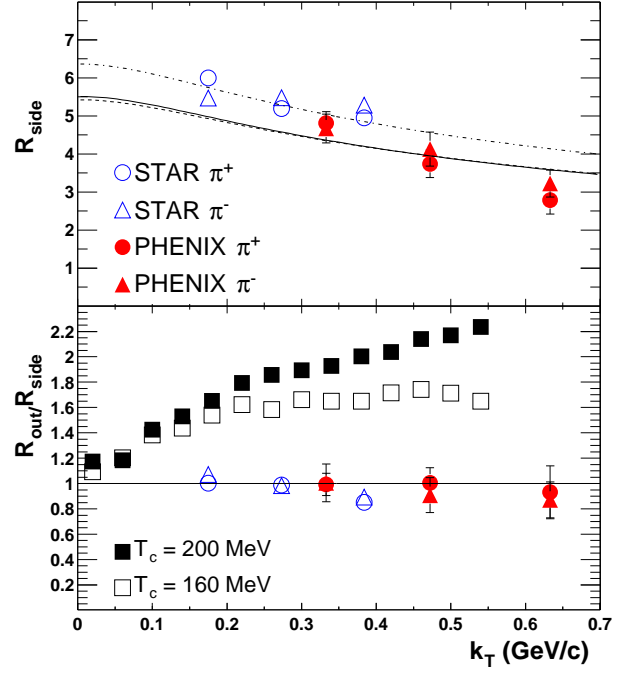 7
6
5
4
3
2
1
R_side
STAR π⁺
STAR π⁻
PHENIX π⁺
PHENIX π⁻
2.2
2
1.8
1.6
1.4
1.2
1
0.8
0.6
0.4
0.2
R_out/R_side
T_c = 200 MeV
T_c = 160 MeV
0 0.1 0.2 0.3 0.4 0.5 0.6 0.7
k_T (GeV/c)